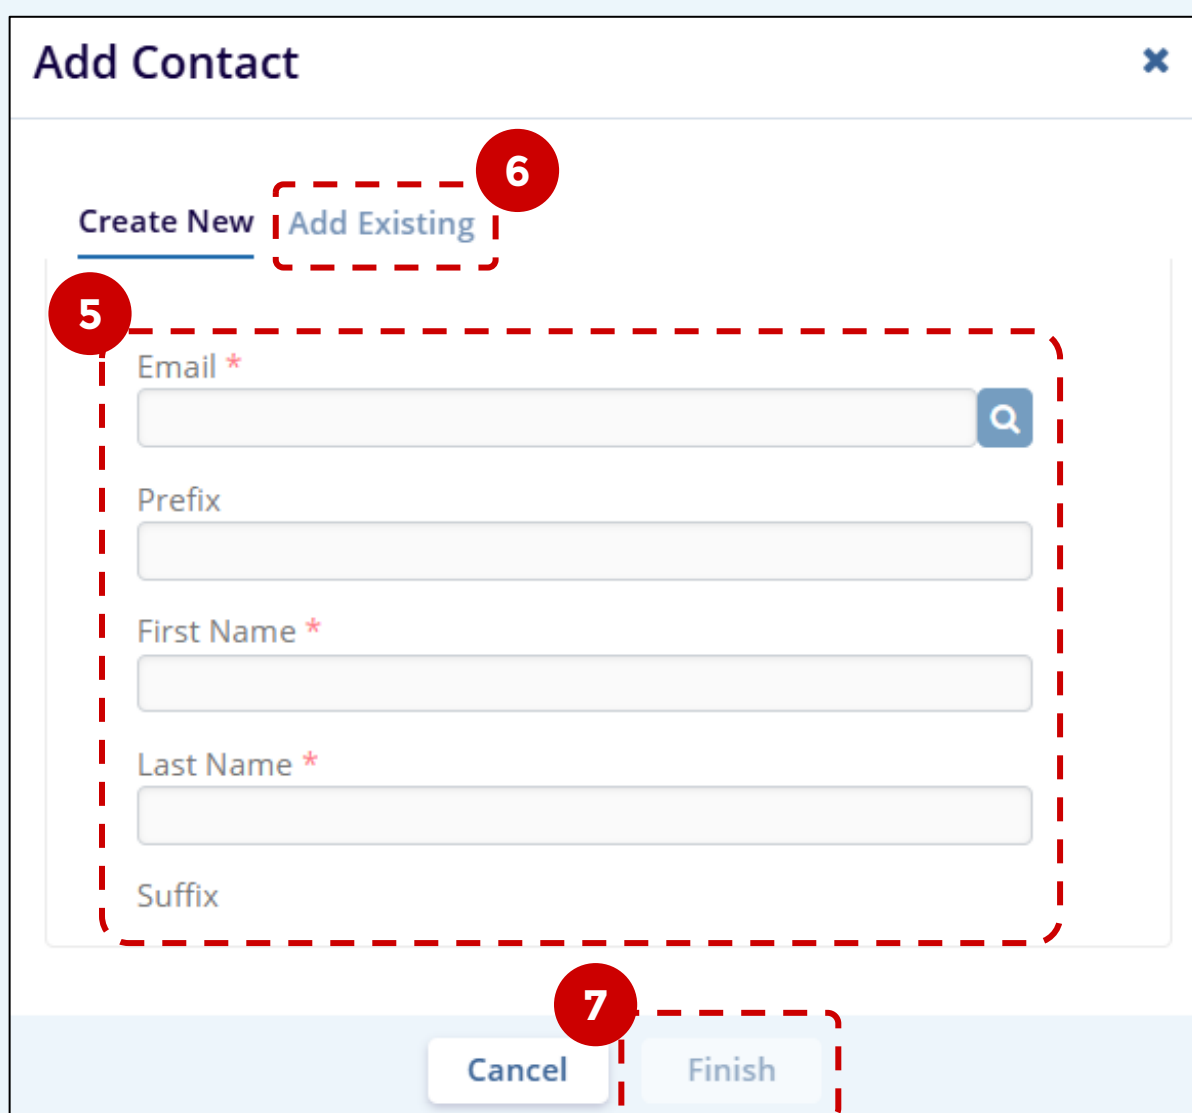 Add Contact
6
Create New Add Existing
5
Email *
Prefix
First Name *
Last Name *
Suffix
7
Cancel Finish